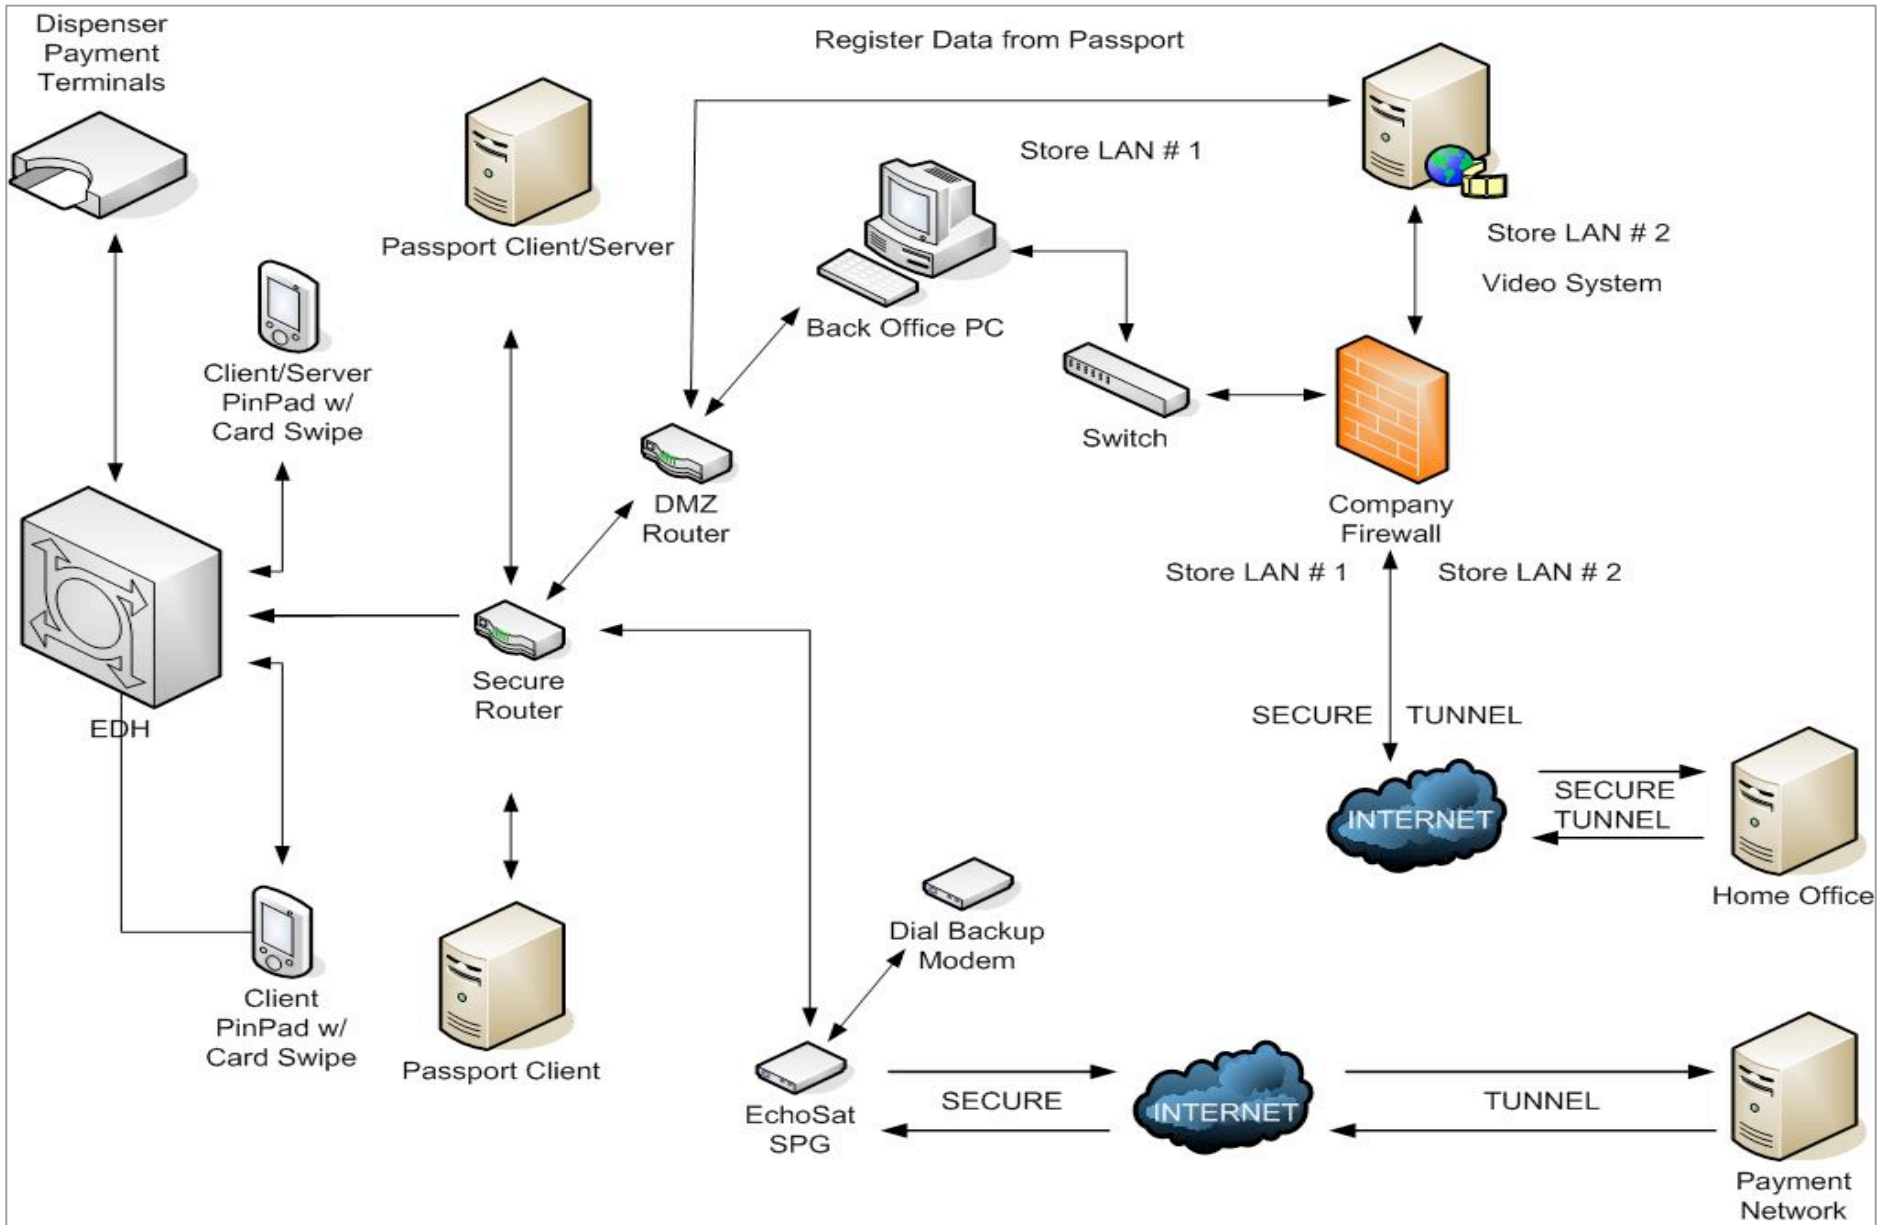 Dispenser
Payment
Terminals
Register Data from Passport
Store LAN # 1
Passport Client/Server
Store LAN # 2
Video System
Back Office PC
Client/Server
PinPad w/
Card Swipe
Switch
DMZ
Router
Company
Firewall
Store LAN # 1
Store LAN # 2
Secure
Router
EDH
SECURE
TUNNEL
INTERNET
SECURE
TUNNEL
Home Office
Dial Backup
Modem
Client
PinPad w/
Card Swipe
Passport Client
EchoSat
SPG
SECURE
INTERNET
TUNNEL
Payment
Network